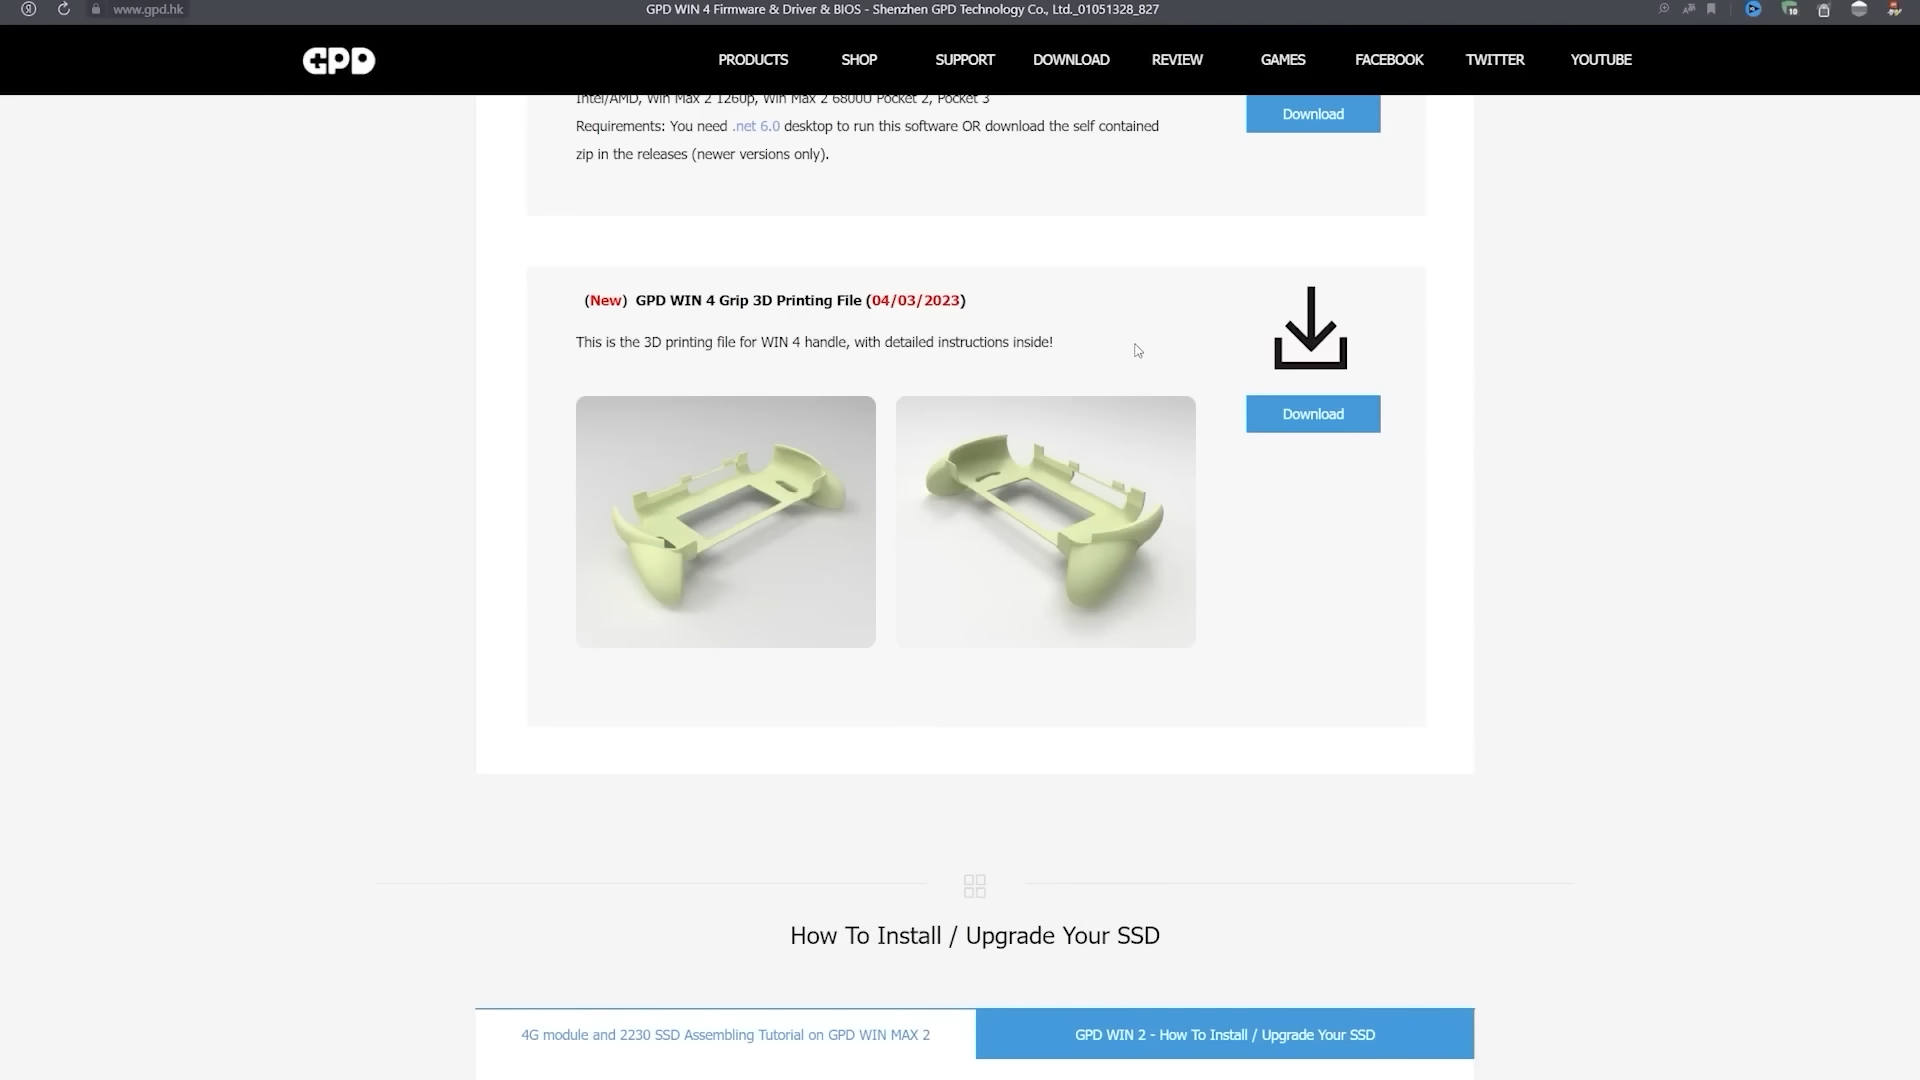 www.gpd.hk
GPD WIN 4 Firmware & Driver & BIOS - Shenzhen GPD Technology Co., Ltd._01051328_827
10
GPD
PRODUCTS SHOP SUPPORT DOWNLOAD REVIEW GAMES FACEBOOK TWITTER YOUTUBE
Intel/AMD, Win Max 2 1260p, Win Max 2 6800U Pocket 2, Pocket 3
Requirements: You need .net 6.0 desktop to run this software OR download the self contained
zip in the releases (newer versions only).
Download
（New）GPD WIN 4 Grip 3D Printing File (04/03/2023)
This is the 3D printing file for WIN 4 handle, with detailed instructions inside!
Download
How To Install / Upgrade Your SSD
4G module and 2230 SSD Assembling Tutorial on GPD WIN MAX 2
GPD WIN 2 - How To Install / Upgrade Your SSD